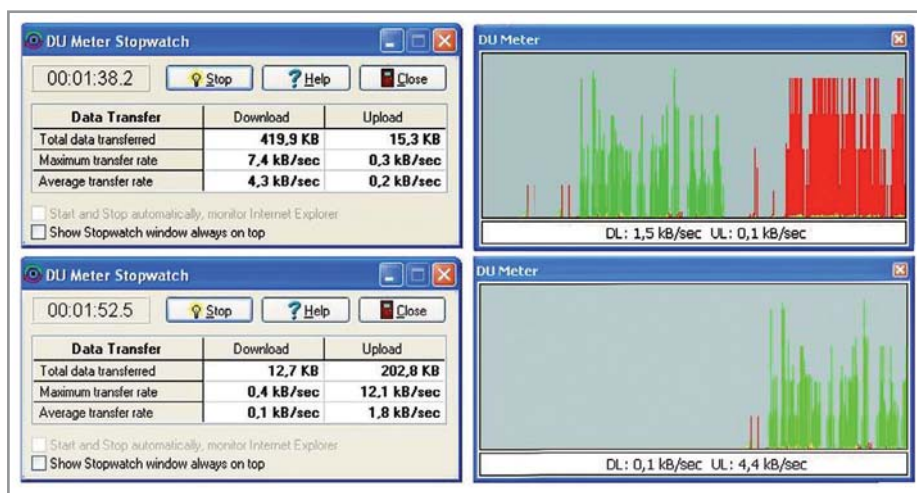 DU Meter Stopwatch
00:01:38.2 Stop ? Help Close
Data Transfer Download Upload
Total data transferred 419,9 KB 15,3 KB
Maximum transfer rate 7,4 kB/sec 0,3 kB/sec
Average transfer rate 4,3 kB/sec 0,2 kB/sec
Start and Stop automatically, monitor Internet Explorer
Show Stopwatch window always on top
DU Meter
DL: 1,5 kB/sec UL: 0,1 kB/sec
DU Meter Stopwatch
00:01:52.5 Stop ? Help Close
Data Transfer Download Upload
Total data transferred 12,7 KB 202,8 KB
Maximum transfer rate 0,4 kB/sec 12,1 kB/sec
Average transfer rate 0,1 kB/sec 1,8 kB/sec
Start and Stop automatically, monitor Internet Explorer
Show Stopwatch window always on top
DU Meter
DL: 0,1 kB/sec UL: 4,4 kB/sec